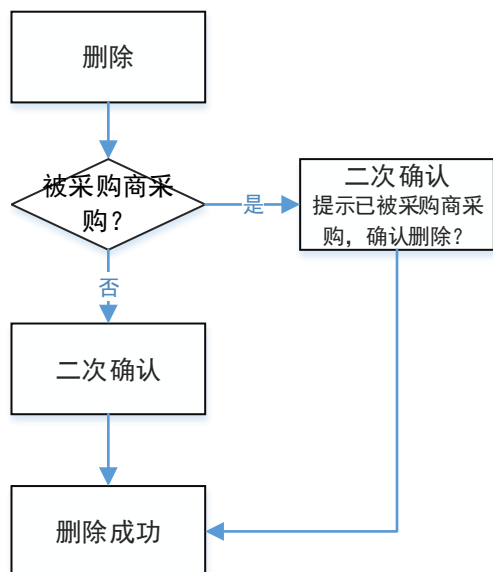 删除
被采购商采
购？
是
二次确认
提示已被采购商采
购，确认删除？
否
二次确认
删除成功